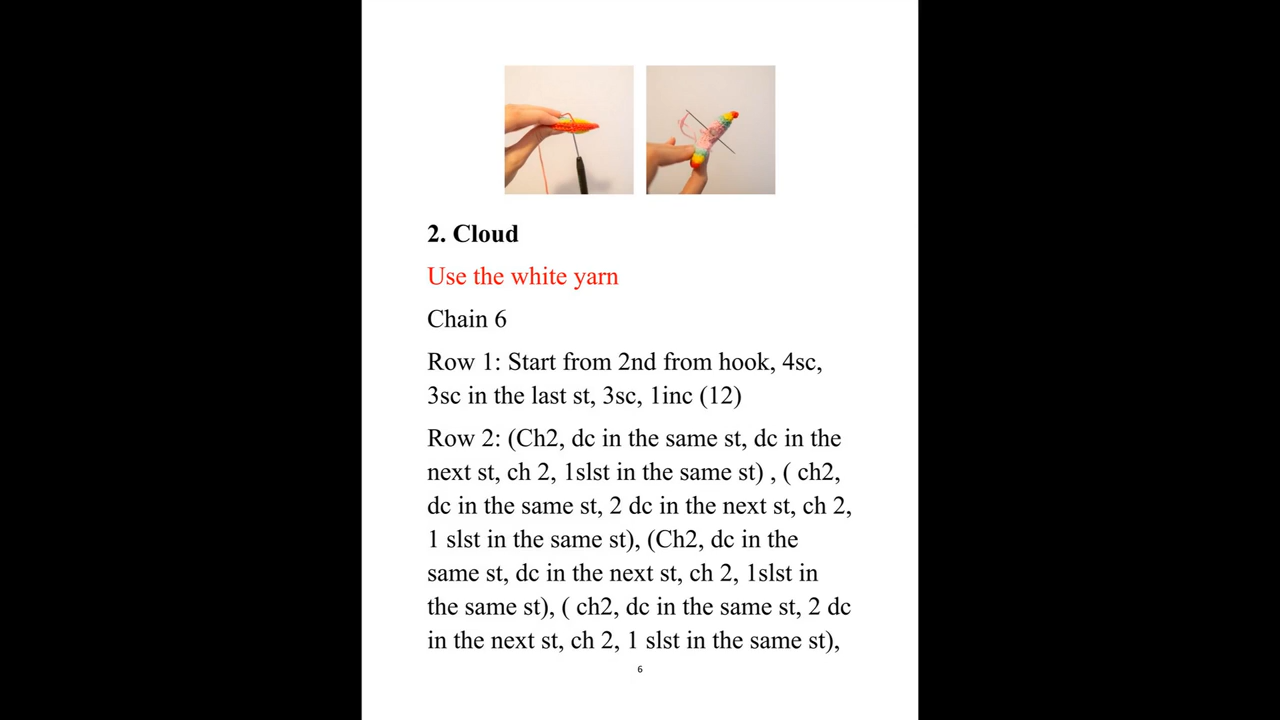 2. Cloud
Use the white yarn
Chain 6
Row 1: Start from 2nd from hook, 4sc,
3sc in the last st, 3sc, 1inc (12)
Row 2: (Ch2, dc in the same st, dc in the
next st, ch 2, 1slst in the same st) , ( ch2,
dc in the same st, 2 dc in the next st, ch 2,
1 slst in the same st), (Ch2, dc in the
same st, dc in the next st, ch 2, 1slst in
the same st), ( ch2, dc in the same st, 2 dc
in the next st, ch 2, 1 slst in the same st),
6